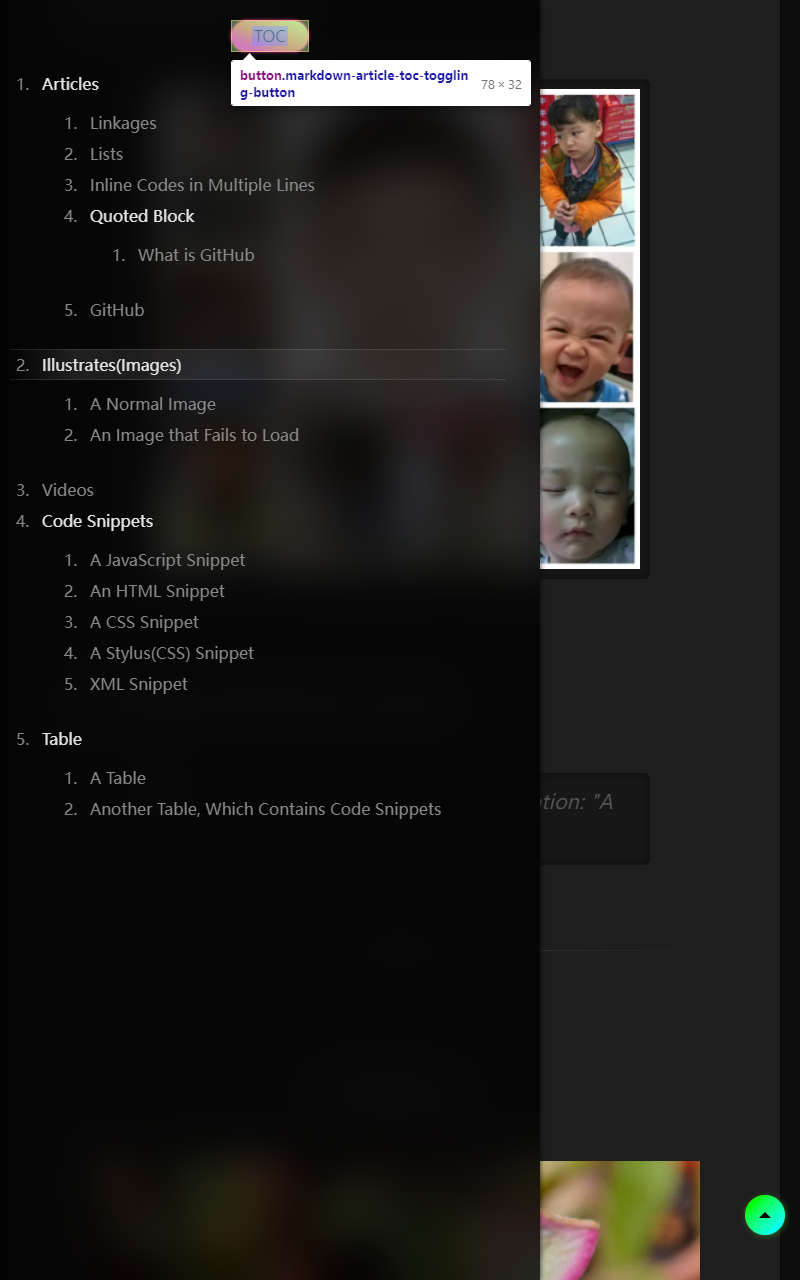 TOC
button.markdown-article-toc-togglin
g-button
78 × 32
1. Articles
1. Linkages
2. Lists
3. Inline Codes in Multiple Lines
4. Quoted Block
1. What is GitHub
5. GitHub
2. Illustrates(Images)
1. A Normal Image
2. An Image that Fails to Load
3. Videos
4. Code Snippets
1. A JavaScript Snippet
2. An HTML Snippet
3. A CSS Snippet
4. A Stylus(CSS) Snippet
5. XML Snippet
5. Table
1. A Table
2. Another Table, Which Contains Code Snippets
tion: "A